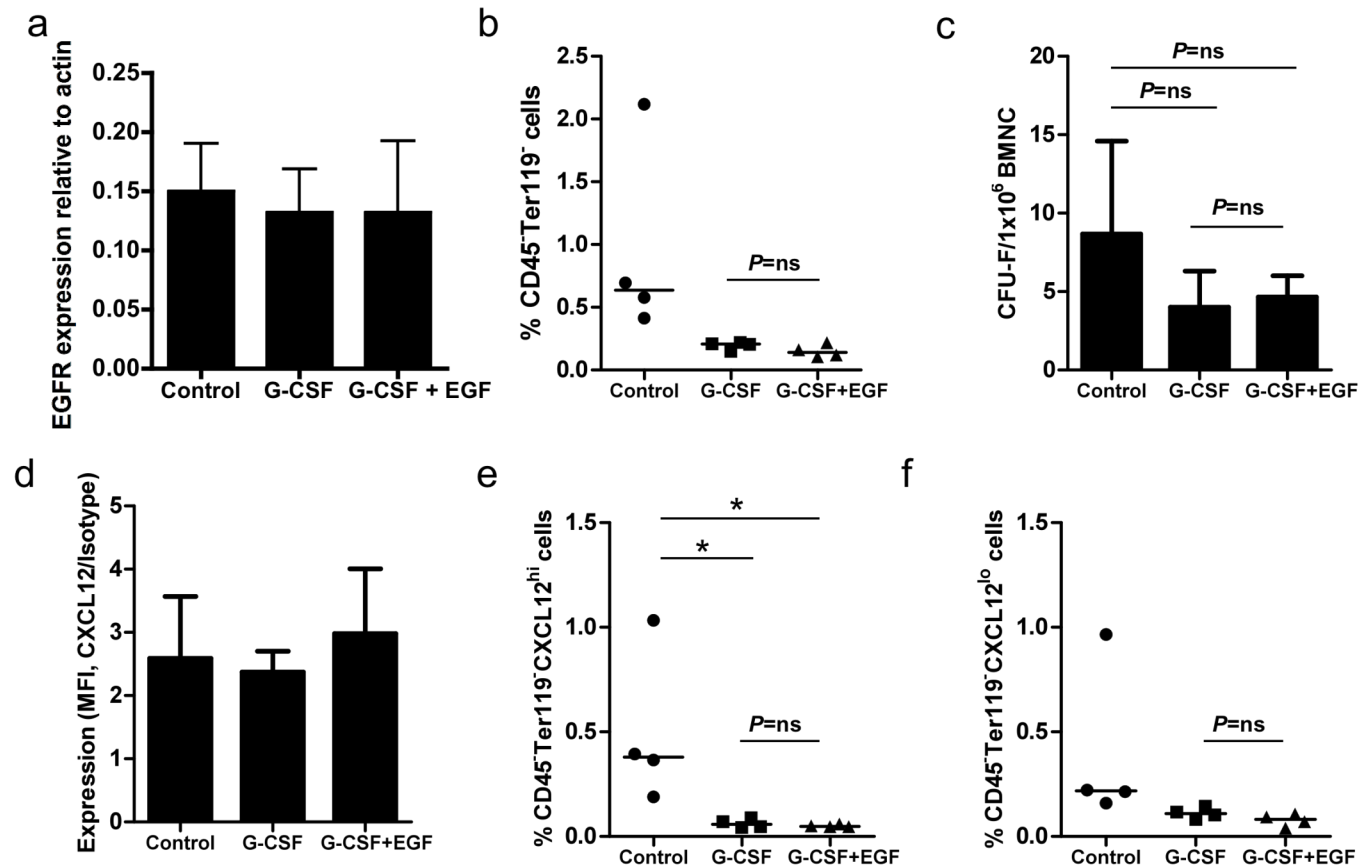 a
EGFR expression relative to actin
0.25
0.20
0.15
0.10
0.05
0.00
Control G-CSF G-CSF + EGF
b
% CD45⁻Ter119⁻ cells
2.5
2.0
1.5
1.0
0.5
0.0
P=ns
Control G-CSF G-CSF+EGF
c
CFU-F/1x10⁶ BMNC
20
15
10
5
0
P=ns
P=ns
P=ns
Control G-CSF G-CSF+EGF
d
Expression (MFI, CXCL12/Isotype)
5
4
3
2
1
0
Control G-CSF G-CSF+EGF
e
% CD45⁻Ter119⁻CXCL12ʰⁱ cells
1.5
1.0
0.5
0.0
*
*
P=ns
Control G-CSF G-CSF+EGF
f
% CD45⁻Ter119⁻CXCL12ˡᵒ cells
1.5
1.0
0.5
0.0
P=ns
Control G-CSF G-CSF+EGF